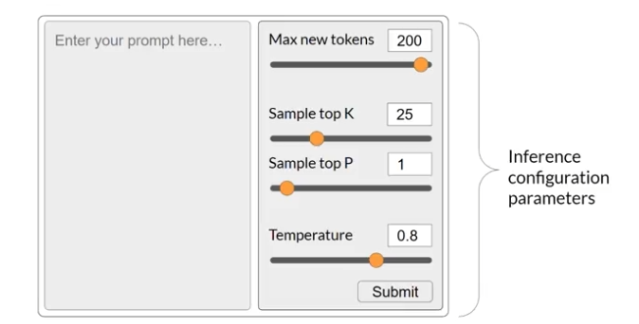 Enter your prompt here...
Max new tokens 200
Sample top K 25
Sample top P 1
Temperature 0.8
Submit
Inference
configuration
parameters